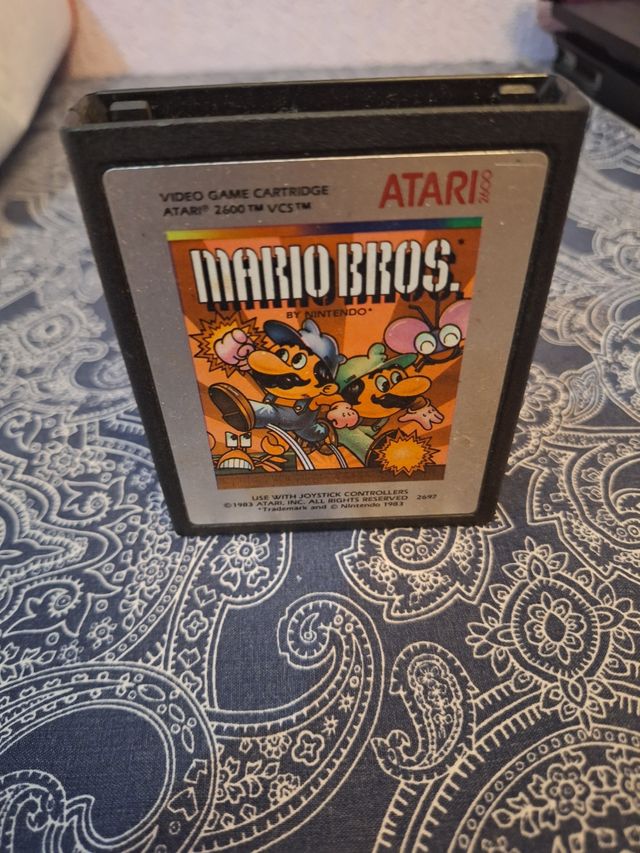 VIDEO GAME CARTRIDGE
ATARI® 2600™ VCS™
ATARI 2600
MARIO BROS.*
BY NINTENDO*
USE WITH JOYSTICK CONTROLLERS
©1983 ATARI, INC. ALL RIGHTS RESERVED 2697
*Trademark and © Nintendo 1983